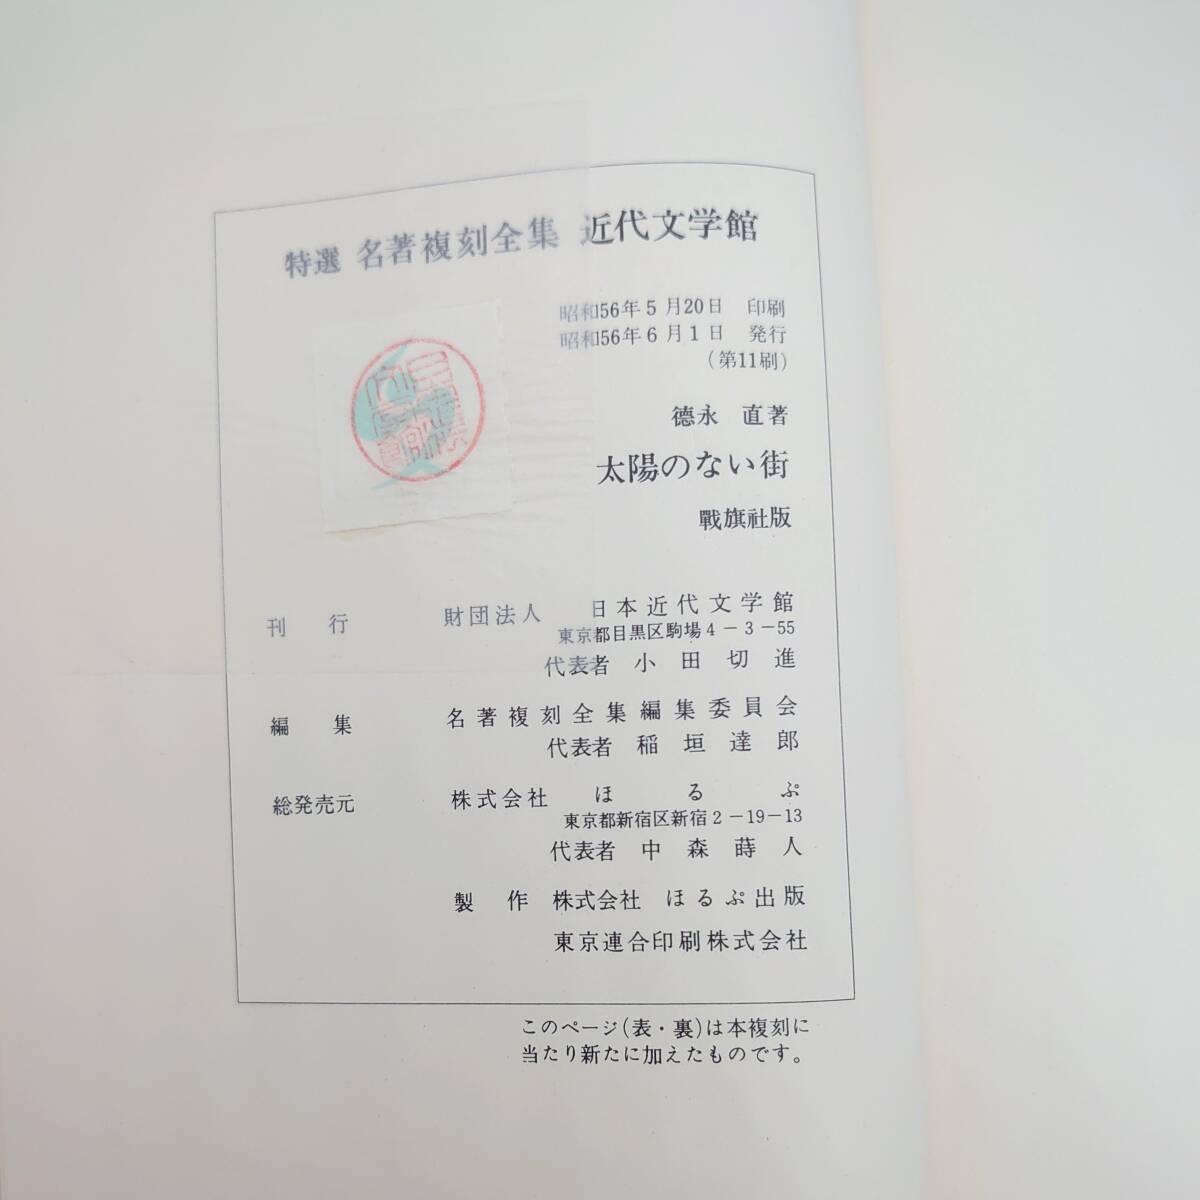 特選 名著複刻全集 近代文学館
昭和56年5月20日 印刷
昭和56年6月1日 発行
(第11刷)
徳永 直著
太陽のない街
戰旗社版
刊行 財団法人 日本近代文学館
東京都目黒区駒場4－3－55
代表者 小田切進
編集 名著複刻全集編集委員会
代表者 稲垣達郎
総発売元 株式会社 ほるぷ
東京都新宿区新宿2－19－13
代表者 中森蒔人
製作 株式会社 ほるぷ出版
東京連合印刷株式会社
このページ(表・裏)は本複刻に
当たり新たに加えたものです。